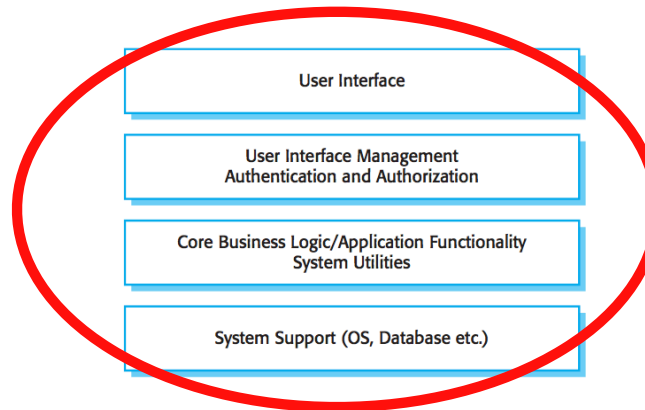 User Interface
User Interface Management
Authentication and Authorization
Core Business Logic/Application Functionality
System Utilities
System Support (OS, Database etc.)